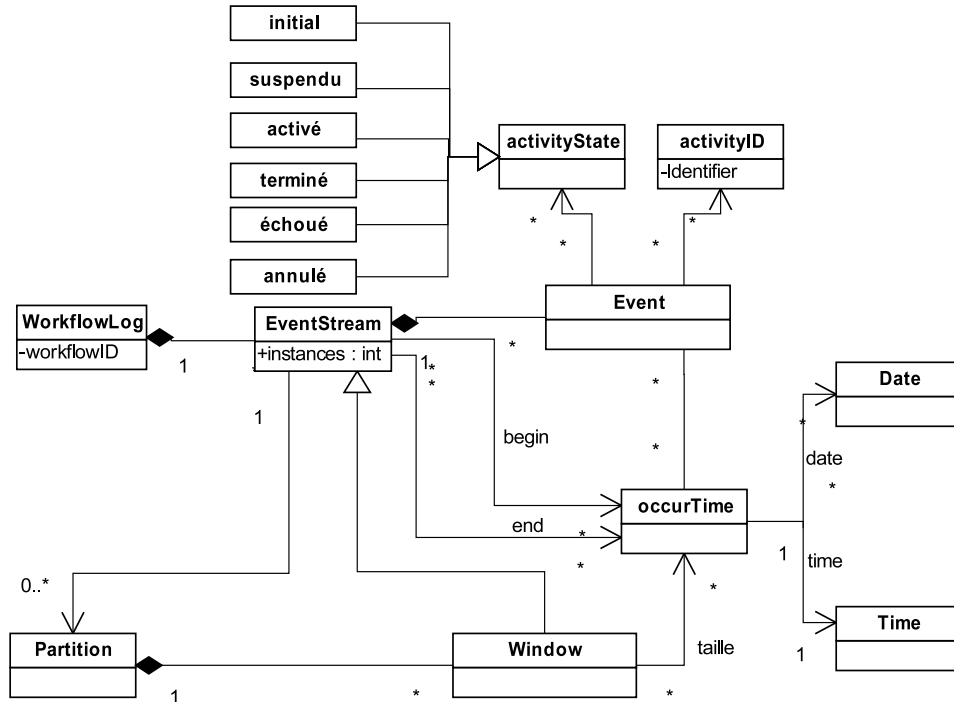 initial
suspendu
activé
terminé
échoué
annulé
activityState
activityID
-Identifier
*
*
*
*
WorkflowLog
-workflowID
1
EventStream
+instances : int
1
*
*
1
Event
*
*
*
begin
end
*
*
occurTime
Date
*
date
*
1
time
1
Time
0..*
Partition
1
*
Window
*
*
taille